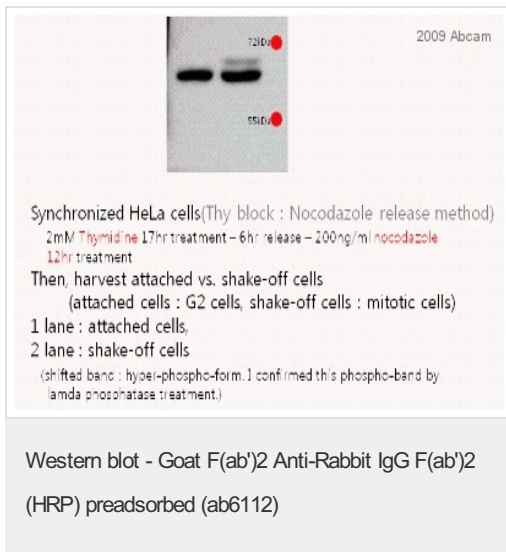 2009 Abcam
72kDa
55kDa
Synchronized HeLa cells(Thy block : Nocodazole release method)
2mM Thymidine 17hr treatment – 6hr release – 200ng/ml nocodazole
12hr treatment
Then, harvest attached vs. shake-off cells
(attached cells : G2 cells, shake-off cells : mitotic cells)
1 lane : attached cells,
2 lane : shake-off cells
(shifted band : hyper-phospho-form. I confirmed this phospho-band by
lamda phosphatase treatment.)
Western blot - Goat F(ab')2 Anti-Rabbit IgG F(ab')2
(HRP) preadsorbed (ab6112)